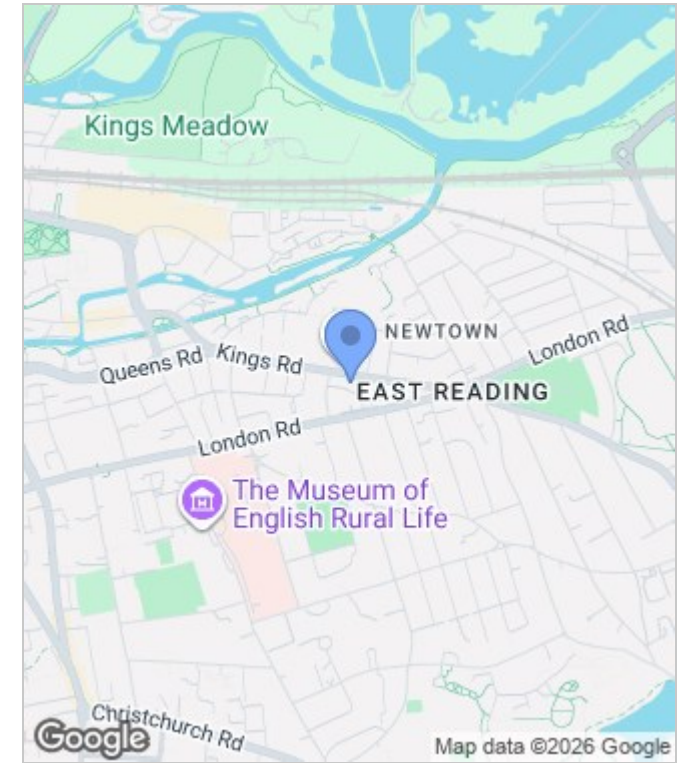 Kings Meadow
NEWTOWN
London Rd
Queens Rd
Kings Rd
EAST READING
London Rd
The Museum of
English Rural Life
Christchurch Rd
Google
Map data ©2026 Google